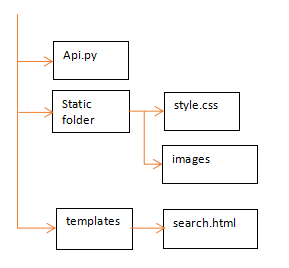 Api.py
Static
folder
style.css
images
templates
search.html